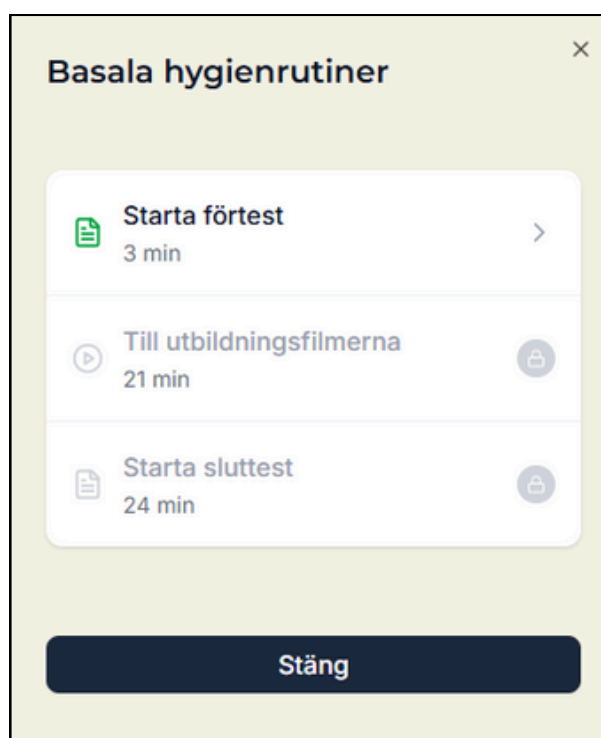 Basala hygienrutiner
Starta förtest
3 min
Till utbildningsfilmerna
21 min
Starta sluttest
24 min
Stäng